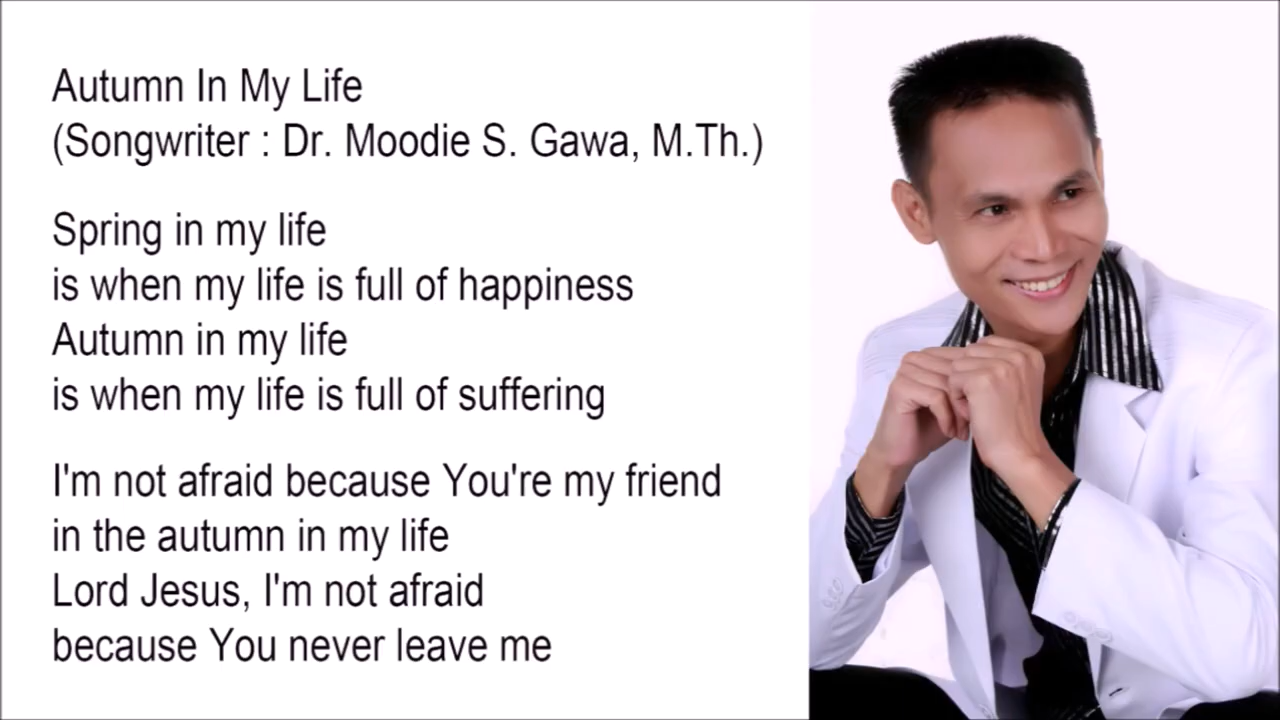 Autumn In My Life
(Songwriter : Dr. Moodie S. Gawa, M.Th.)
Spring in my life
is when my life is full of happiness
Autumn in my life
is when my life is full of suffering
I'm not afraid because You're my friend
in the autumn in my life
Lord Jesus, I'm not afraid
because You never leave me